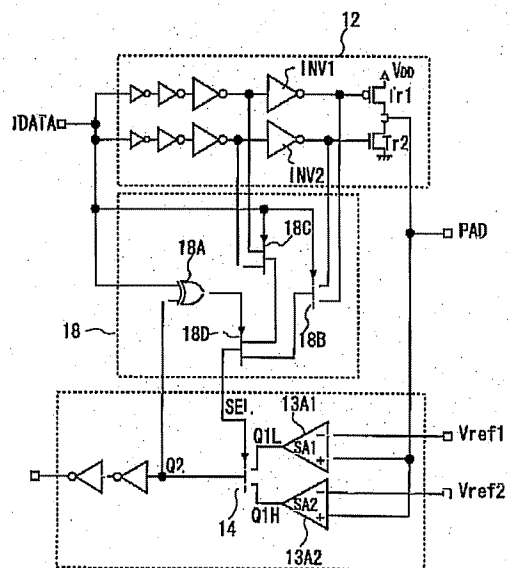 12
INV1
VDD
Tr1
IDATA
Tr2
INV2
18C
PAD
18A
18
18D
18B
SEL
13A1
Q1L
SA1
−
+
Vref1
Q2
14
Q1H
SA2
−
+
Vref2
13A2